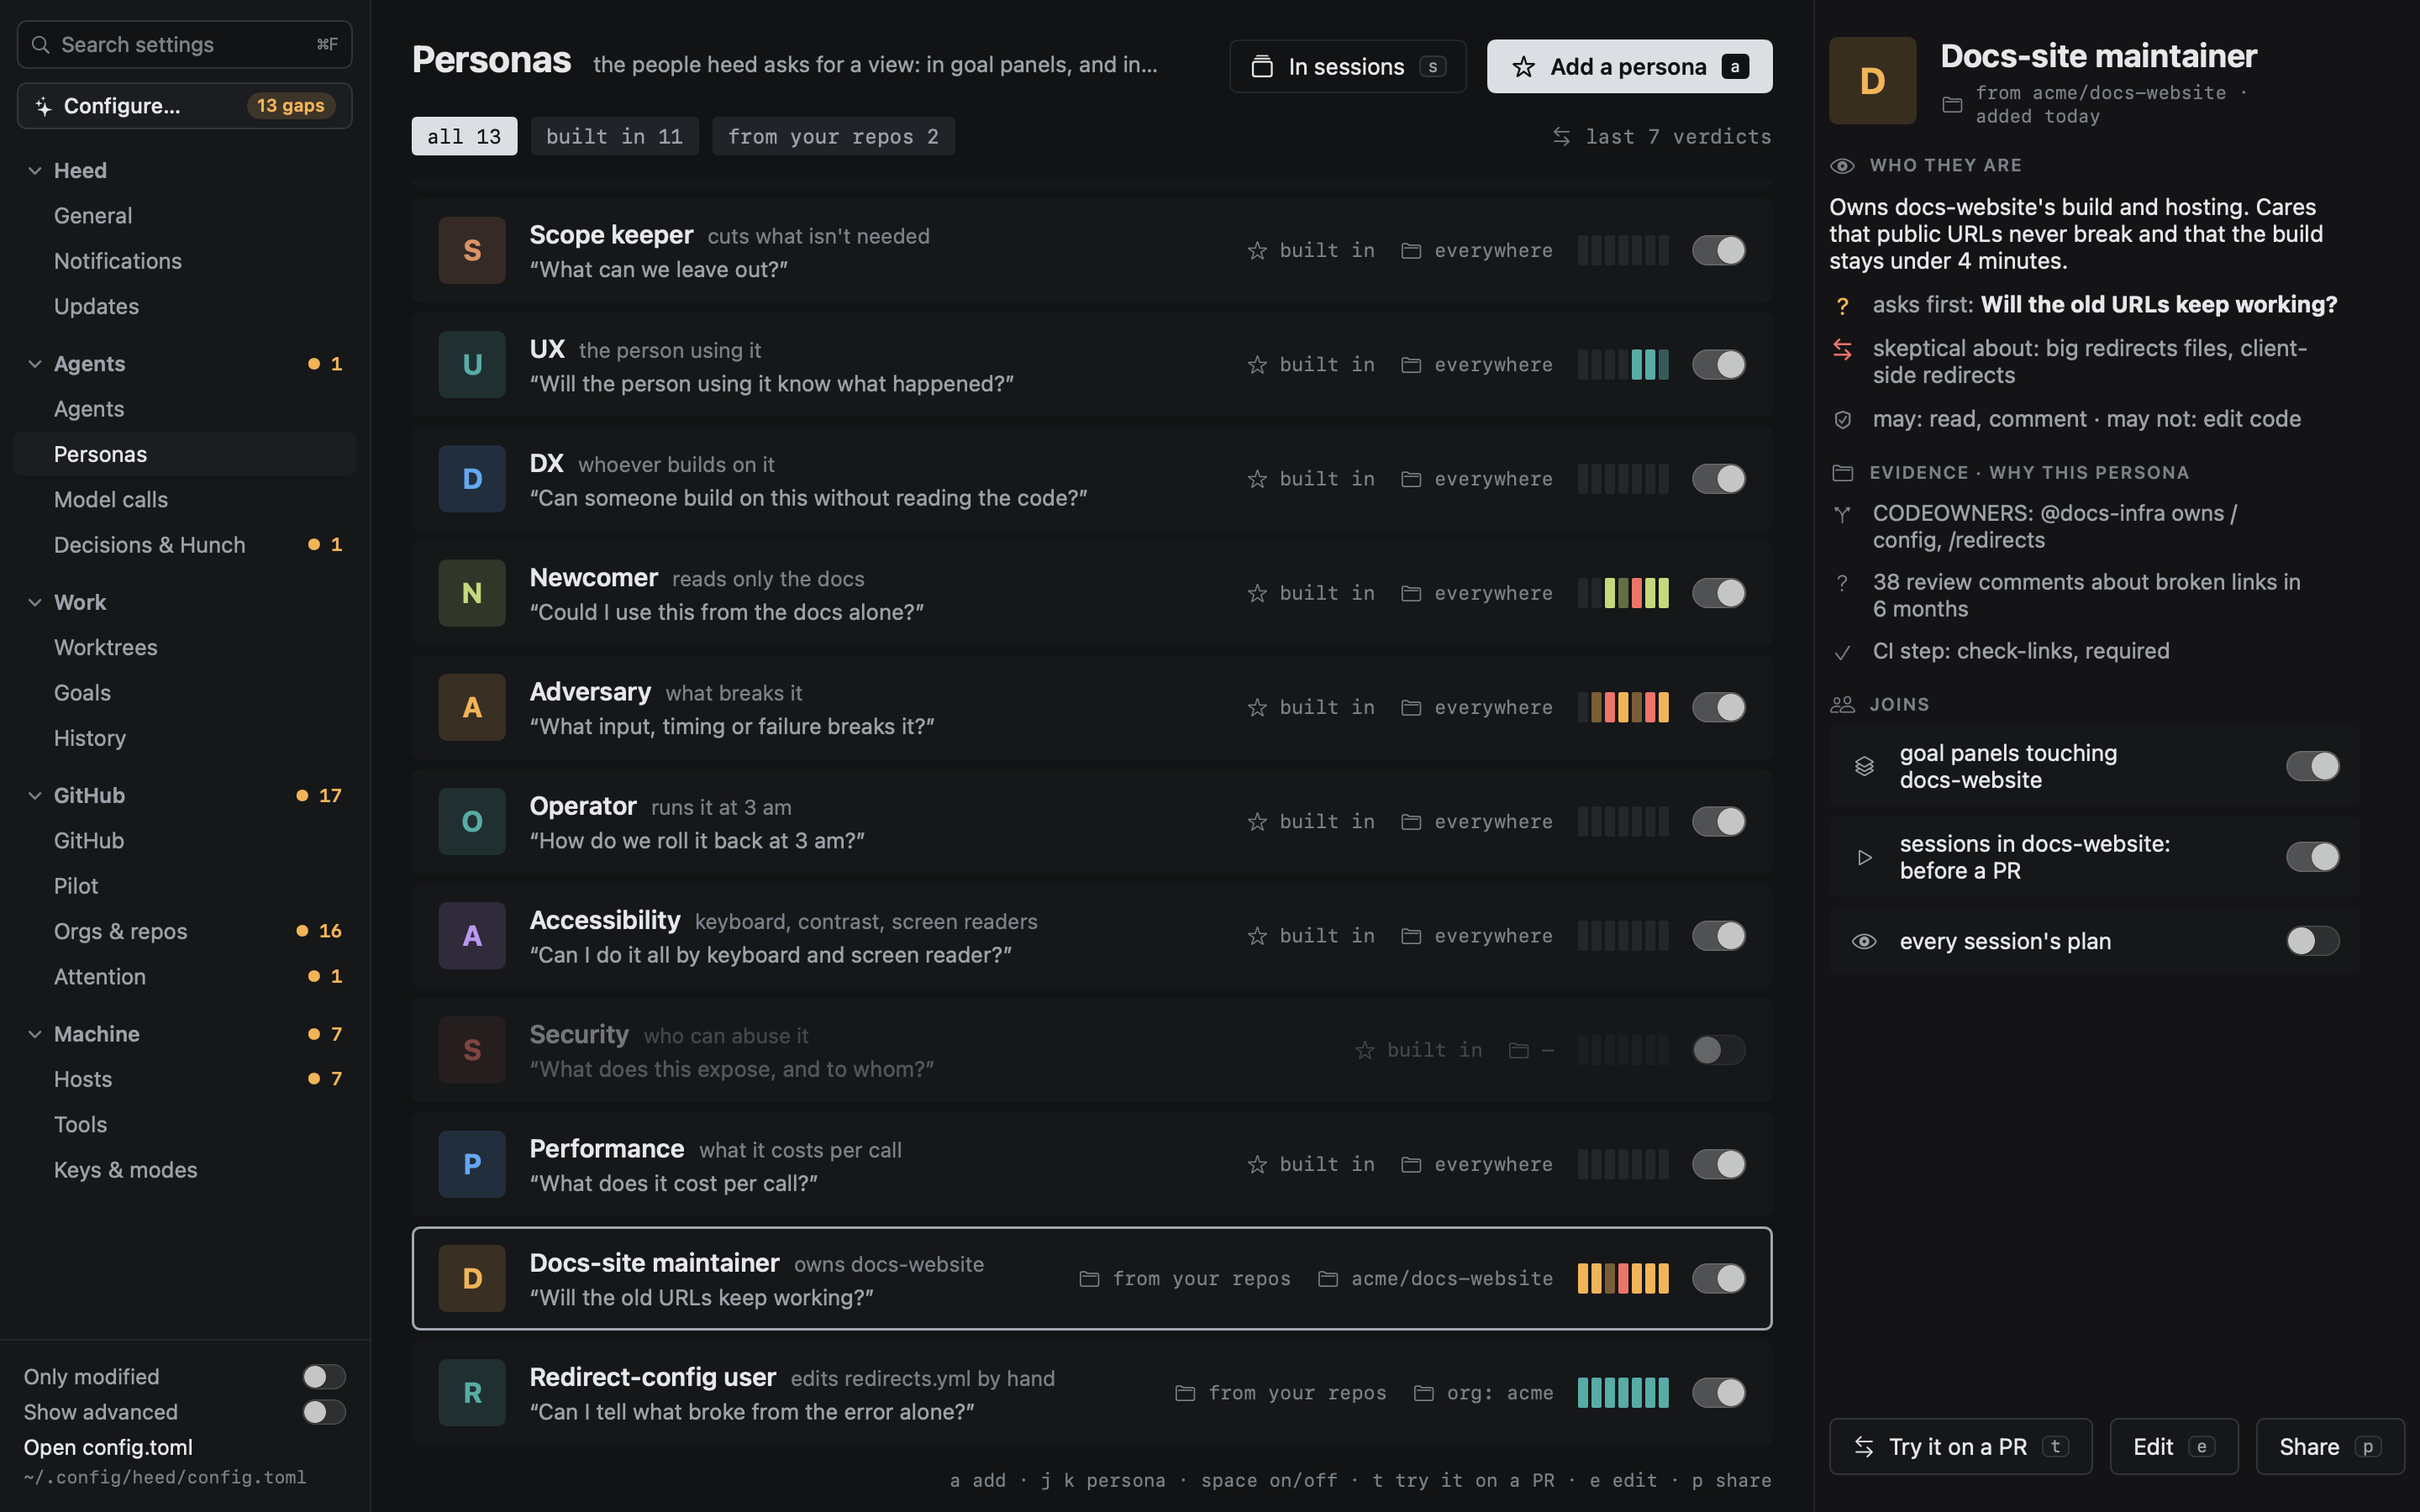 Search settings ⌘F
Configure... 13 gaps
Heed
General
Notifications
Updates
Agents 1
Agents
Personas
Model calls
Decisions & Hunch 1
Work
Worktrees
Goals
History
GitHub 17
GitHub
Pilot
Orgs & repos 16
Attention 1
Machine 7
Hosts 7
Tools
Keys & modes
Only modified
Show advanced
Open config.toml
~/.config/heed/config.toml
Personas the people heed asks for a view: in goal panels, and in...
In sessions s
Add a persona a
all 13 built in 11 from your repos 2
last 7 verdicts
S Scope keeper cuts what isn't needed
“What can we leave out?”
built in everywhere
U UX the person using it
“Will the person using it know what happened?”
built in everywhere
D DX whoever builds on it
“Can someone build on this without reading the code?”
built in everywhere
N Newcomer reads only the docs
“Could I use this from the docs alone?”
built in everywhere
A Adversary what breaks it
“What input, timing or failure breaks it?”
built in everywhere
O Operator runs it at 3 am
“How do we roll it back at 3 am?”
built in everywhere
A Accessibility keyboard, contrast, screen readers
“Can I do it all by keyboard and screen reader?”
built in everywhere
S Security who can abuse it
“What does this expose, and to whom?”
built in –
P Performance what it costs per call
“What does it cost per call?”
built in everywhere
D Docs-site maintainer owns docs-website
“Will the old URLs keep working?”
from your repos acme/docs-website
R Redirect-config user edits redirects.yml by hand
“Can I tell what broke from the error alone?”
from your repos org: acme
a add · j k persona · space on/off · t try it on a PR · e edit · p share
D Docs-site maintainer
from acme/docs-website ·
added today
WHO THEY ARE
Owns docs-website's build and hosting. Cares
that public URLs never break and that the build
stays under 4 minutes.
? asks first: Will the old URLs keep working?
skeptical about: big redirects files, client-
side redirects
may: read, comment · may not: edit code
EVIDENCE · WHY THIS PERSONA
CODEOWNERS: @docs-infra owns /
config, /redirects
? 38 review comments about broken links in
6 months
CI step: check-links, required
JOINS
goal panels touching
docs-website
sessions in docs-website:
before a PR
every session's plan
Try it on a PR t
Edit e
Share p